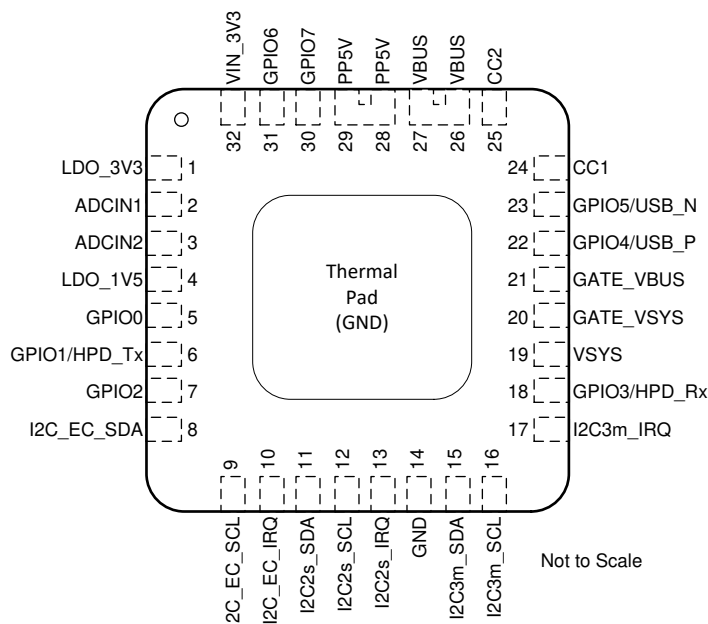 VIN_3V3
GPIO6
GPIO7
PP5V
PP5V
VBUS
VBUS
CC2
32
31
30
29
28
27
26
25
LDO_3V3 1
ADCIN1 2
ADCIN2 3
LDO_1V5 4
GPIO0 5
GPIO1/HPD_Tx 6
GPIO2 7
I2C_EC_SDA 8
Thermal
Pad
(GND)
24 CC1
23 GPIO5/USB_N
22 GPIO4/USB_P
21 GATE_VBUS
20 GATE_VSYS
19 VSYS
18 GPIO3/HPD_Rx
17 I2C3m_IRQ
9
10
11
12
13
14
15
16
2C_EC_SCL
I2C_EC_IRQ
I2C2s_SDA
I2C2s_SCL
I2C2s_IRQ
GND
I2C3m_SDA
I2C3m_SCL
Not to Scale